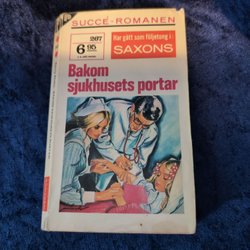 SUCCÉ-ROMANEN
267
6 95
Har gått som följetong i:
SAXONS
Bakom
sjukhusets portar